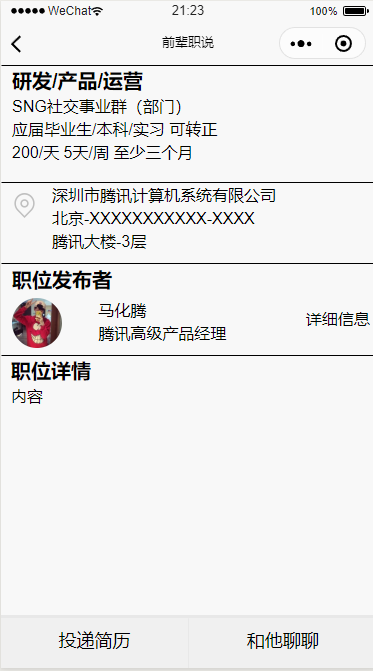 WeChat
21:23
100%
前辈职说
研发/产品/运营
SNG社交事业群（部门）
应届毕业生/本科/实习 可转正
200/天 5天/周 至少三个月
深圳市腾讯计算机系统有限公司
北京-XXXXXXXXXXX-XXXX
腾讯大楼-3层
职位发布者
马化腾
腾讯高级产品经理
详细信息
职位详情
内容
投递简历
和他聊聊